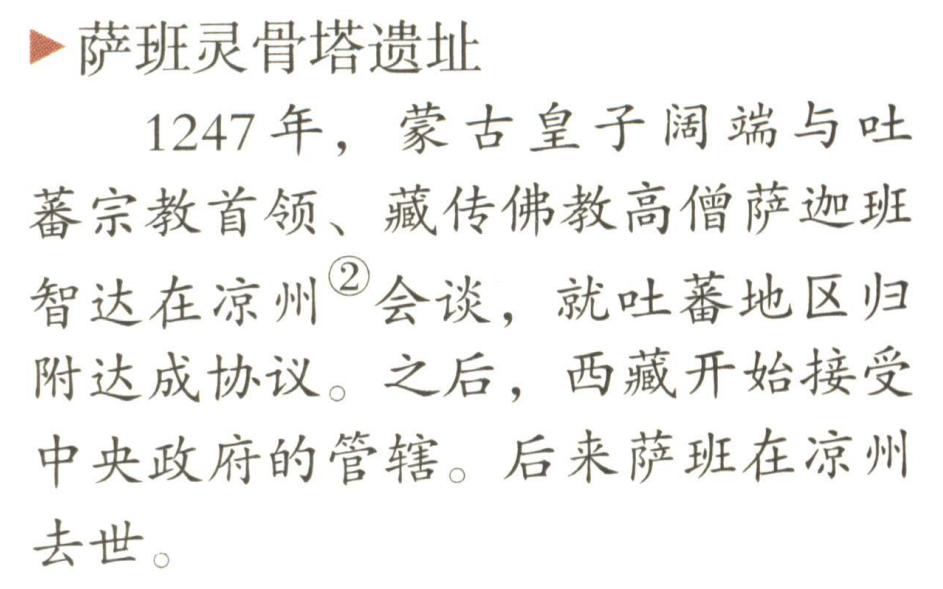 ▶萨班灵骨塔遗址
1247年，蒙古皇子阔端与吐
蕃宗教首领、藏传佛教高僧萨迦班
智达在凉州②会谈，就吐蕃地区归
附达成协议。之后，西藏开始接受
中央政府的管辖。后来萨班在凉州
去世。